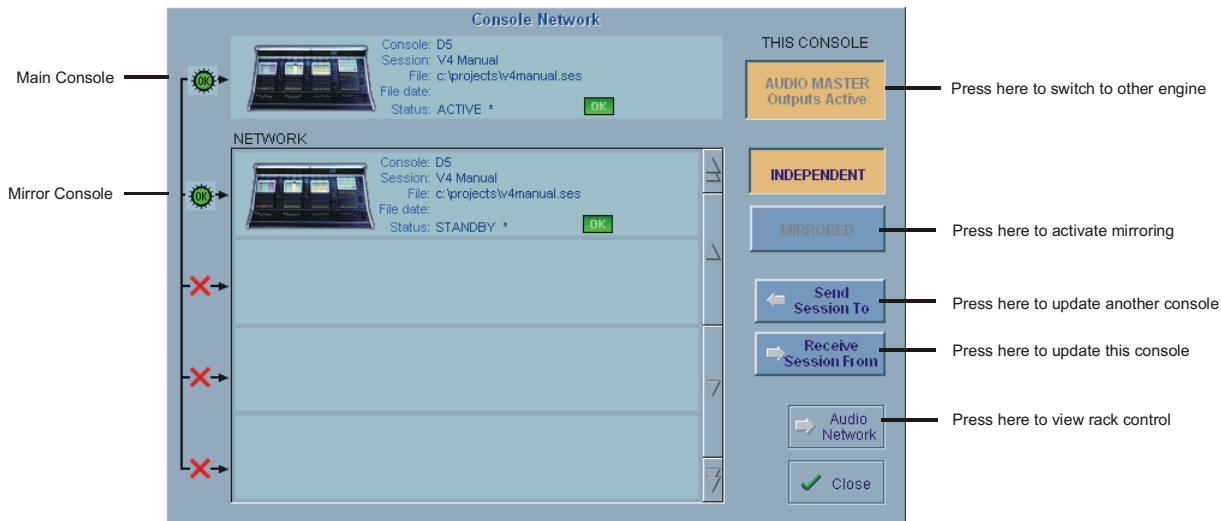 Console Network
Main Console
OK
Console: D5
Session: V4 Manual
File: c:\projects\v4manual.ses
File date:
Status: ACTIVE * OK
THIS CONSOLE
AUDIO MASTER
Outputs Active
Press here to switch to other engine
NETWORK
Mirror Console
OK
Console: D5
Session: V4 Manual
File: c:\projects\v4manual.ses
File date:
Status: STANDBY * OK
INDEPENDENT
MIRRORED
Press here to activate mirroring
Send
Session To
Press here to update another console
Receive
Session From
Press here to update this console
Audio
Network
Press here to view rack control
Close